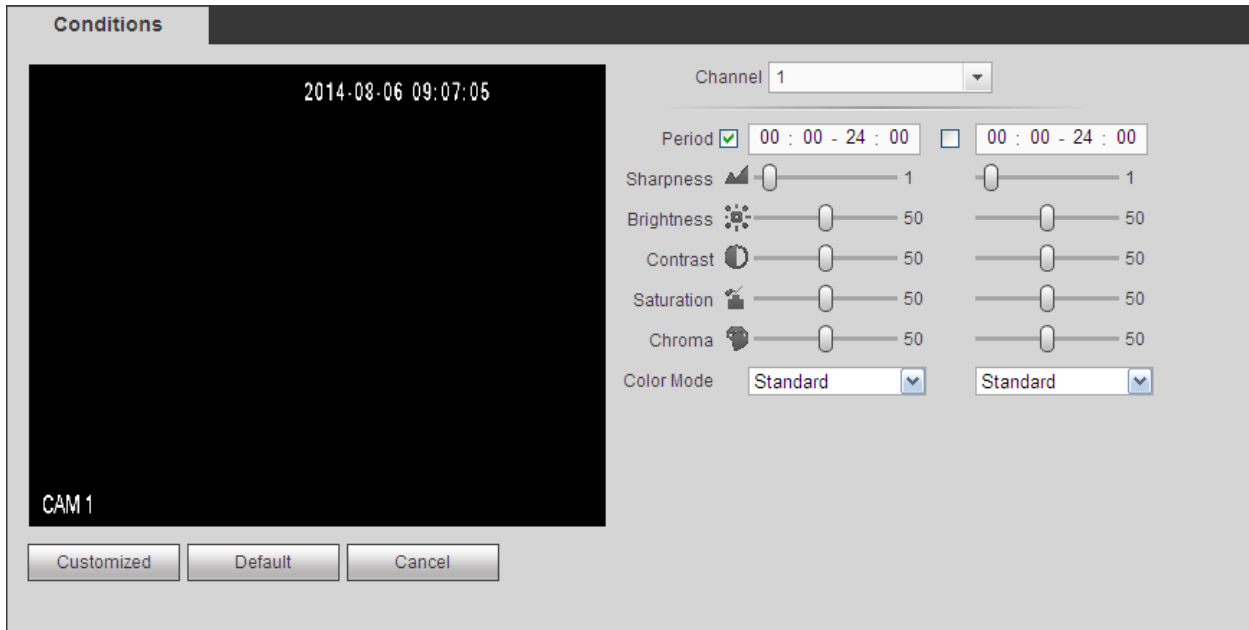 Conditions
2014-08-06 09:07:05
CAM 1
Channel 1
Period 00 : 00 - 24 : 00 00 : 00 - 24 : 00
Sharpness 1 1
Brightness 50 50
Contrast 50 50
Saturation 50 50
Chroma 50 50
Color Mode Standard Standard
Customized Default Cancel